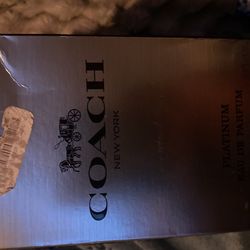 COACH
NEW YORK
PLATINUM
EAU DE PARFUM